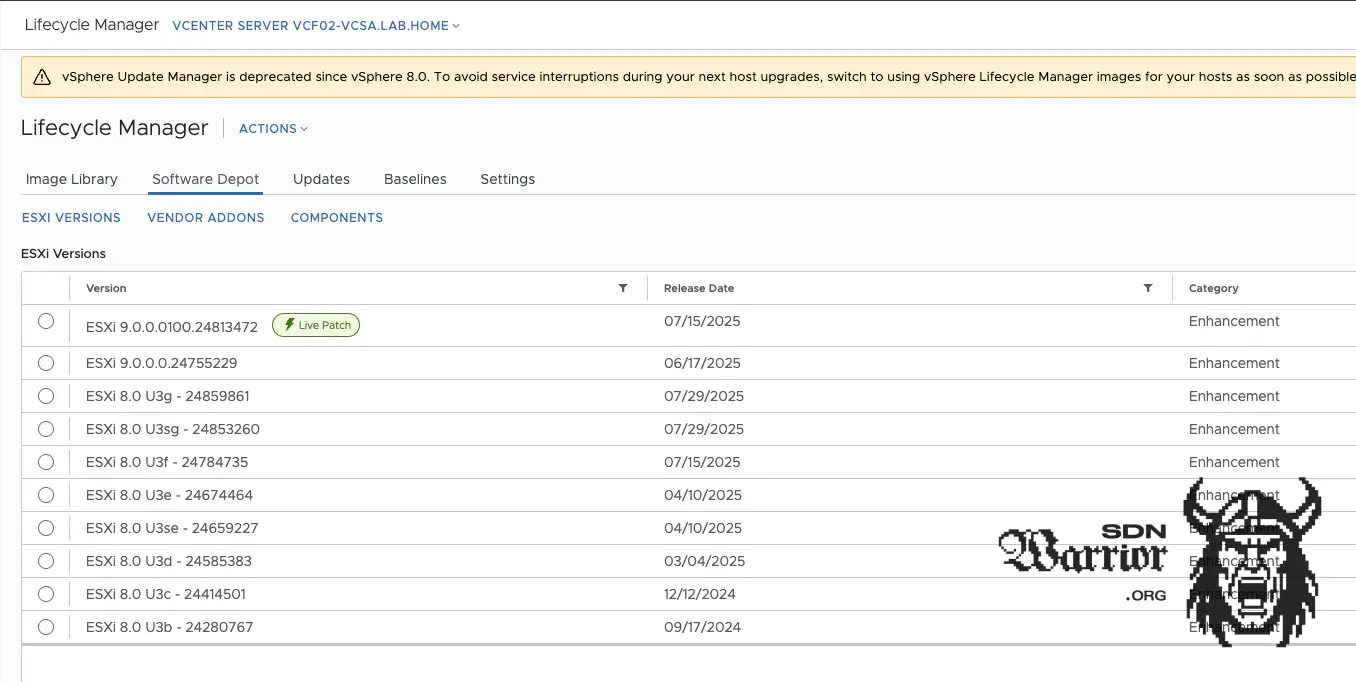 Lifecycle Manager VCENTER SERVER VCF02-VCSA.LAB.HOME
vSphere Update Manager is deprecated since vSphere 8.0. To avoid service interruptions during your next host upgrades, switch to using vSphere Lifecycle Manager images for your hosts as soon as possible
Lifecycle Manager ACTIONS
Image Library Software Depot Updates Baselines Settings
ESXI VERSIONS VENDOR ADDONS COMPONENTS
ESXi Versions
Version Release Date Category
ESXi 9.0.0.0100.24813472 Live Patch 07/15/2025 Enhancement
ESXi 9.0.0.0.24755229 06/17/2025 Enhancement
ESXi 8.0 U3g - 24859861 07/29/2025 Enhancement
ESXi 8.0 U3sg - 24853260 07/29/2025 Enhancement
ESXi 8.0 U3f - 24784735 07/15/2025 Enhancement
ESXi 8.0 U3e - 24674464 04/10/2025 Enhancement
ESXi 8.0 U3se - 24659227 04/10/2025 Enhancement
ESXi 8.0 U3d - 24585383 03/04/2025 Enhancement
ESXi 8.0 U3c - 24414501 12/12/2024 Enhancement
ESXi 8.0 U3b - 24280767 09/17/2024 Enhancement
SDN
Warrior
.ORG